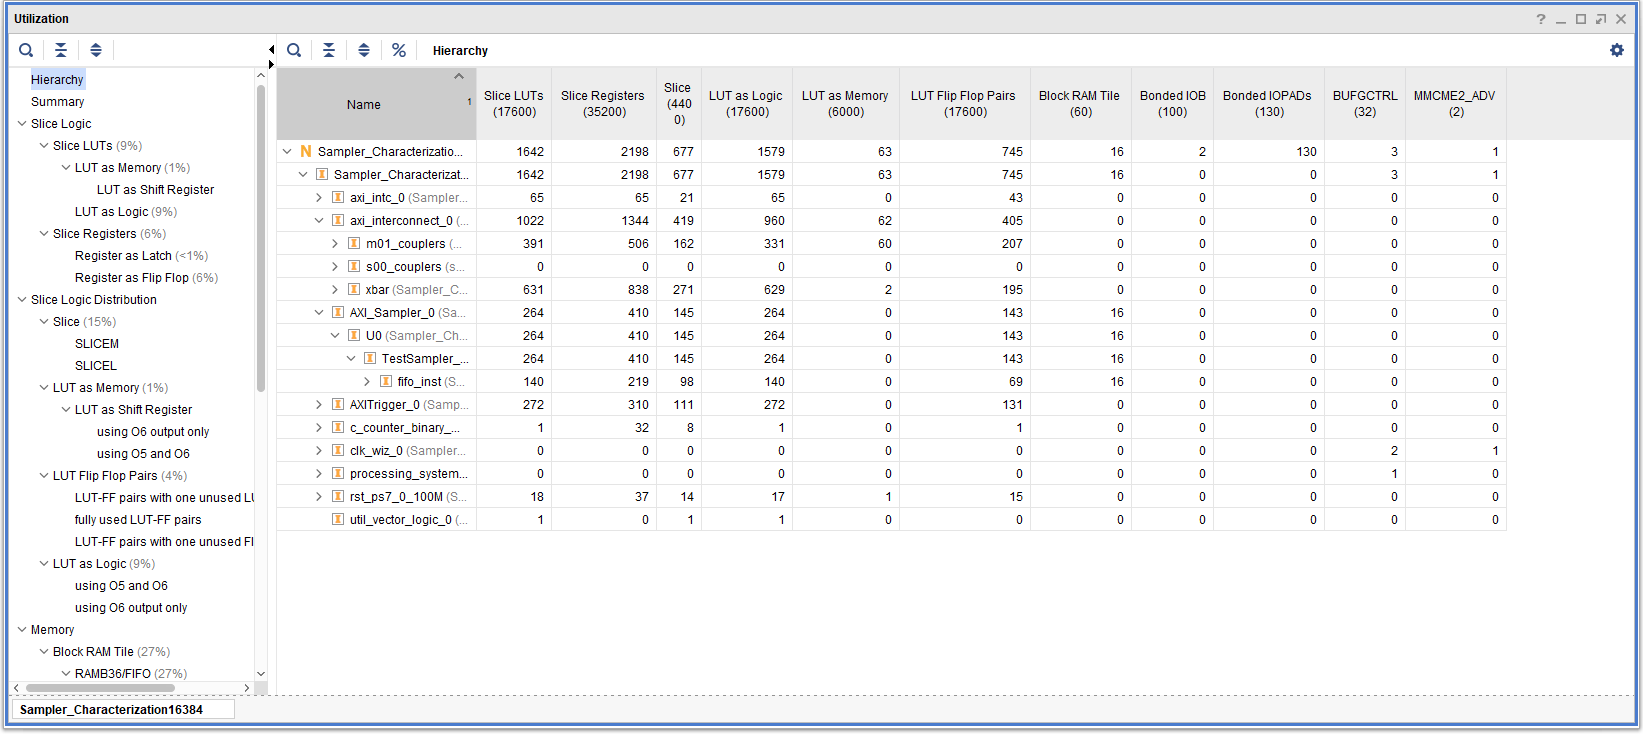 Utilization
Hierarchy
Summary
Slice Logic
Slice LUTs (9%)
LUT as Memory (1%)
LUT as Shift Register
LUT as Logic (9%)
Slice Registers (6%)
Register as Latch (<1%)
Register as Flip Flop (6%)
Slice Logic Distribution
Slice (15%)
SLICEM
SLICEL
LUT as Memory (1%)
LUT as Shift Register
using O6 output only
using O5 and O6
LUT Flip Flop Pairs (4%)
LUT-FF pairs with one unused LU
fully used LUT-FF pairs
LUT-FF pairs with one unused Fl
LUT as Logic (9%)
using O5 and O6
using O6 output only
Memory
Block RAM Tile (27%)
RAMB36/FIFO (27%)
% Hierarchy
Name 1 Slice LUTs (17600) Slice Registers (35200) Slice (4400) LUT as Logic (17600) LUT as Memory (6000) LUT Flip Flop Pairs (17600) Block RAM Tile (60) Bonded IOB (100) Bonded IOPADs (130) BUFGCTRL (32) MMCME2_ADV (2)
N Sampler_Characterizatio... 1642 2198 677 1579 63 745 16 2 130 3 1
I Sampler_Characterizat... 1642 2198 677 1579 63 745 16 0 0 3 1
I axi_intc_0 (Sampler... 65 65 21 65 0 43 0 0 0 0 0
I axi_interconnect_0 (... 1022 1344 419 960 62 405 0 0 0 0 0
I m01_couplers (... 391 506 162 331 60 207 0 0 0 0 0
I s00_couplers (s... 0 0 0 0 0 0 0 0 0 0 0
I xbar (Sampler_C... 631 838 271 629 2 195 0 0 0 0 0
I AXI_Sampler_0 (Sa... 264 410 145 264 0 143 16 0 0 0 0
I U0 (Sampler_Ch... 264 410 145 264 0 143 16 0 0 0 0
I TestSampler_... 264 410 145 264 0 143 16 0 0 0 0
I fifo_inst (S... 140 219 98 140 0 69 16 0 0 0 0
I AXITrigger_0 (Samp... 272 310 111 272 0 131 0 0 0 0 0
I c_counter_binary_... 1 32 8 1 0 1 0 0 0 0 0
I clk_wiz_0 (Sampler... 0 0 0 0 0 0 0 0 0 2 1
I processing_system... 0 0 0 0 0 0 0 0 0 1 0
I rst_ps7_0_100M (S... 18 37 14 17 1 15 0 0 0 0 0
I util_vector_logic_0 (... 1 0 1 1 0 0 0 0 0 0 0
Sampler_Characterization16384